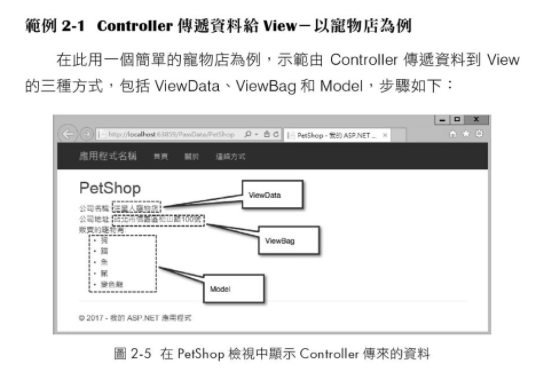 範例 2-1 Controller 傳遞資料給 View－以寵物店為例
在此用一個簡單的寵物店為例，示範由 Controller 傳遞資料到 View
的三種方式，包括 ViewData、ViewBag 和 Model，步驟如下：
http://localhost:63839/PassData/PetShop
PetShop - 我的 ASP.NET ...
應用程式名稱 首頁 關於 連絡方式
PetShop
公司名稱
ViewData
公司地址
ViewBag
販賣的寵物有
• 狗
• 貓
• 魚
• 鼠
• 變色龍
Model
© 2017 - 我的 ASP.NET 應用程式
圖 2-5 在 PetShop 檢視中顯示 Controller 傳來的資料